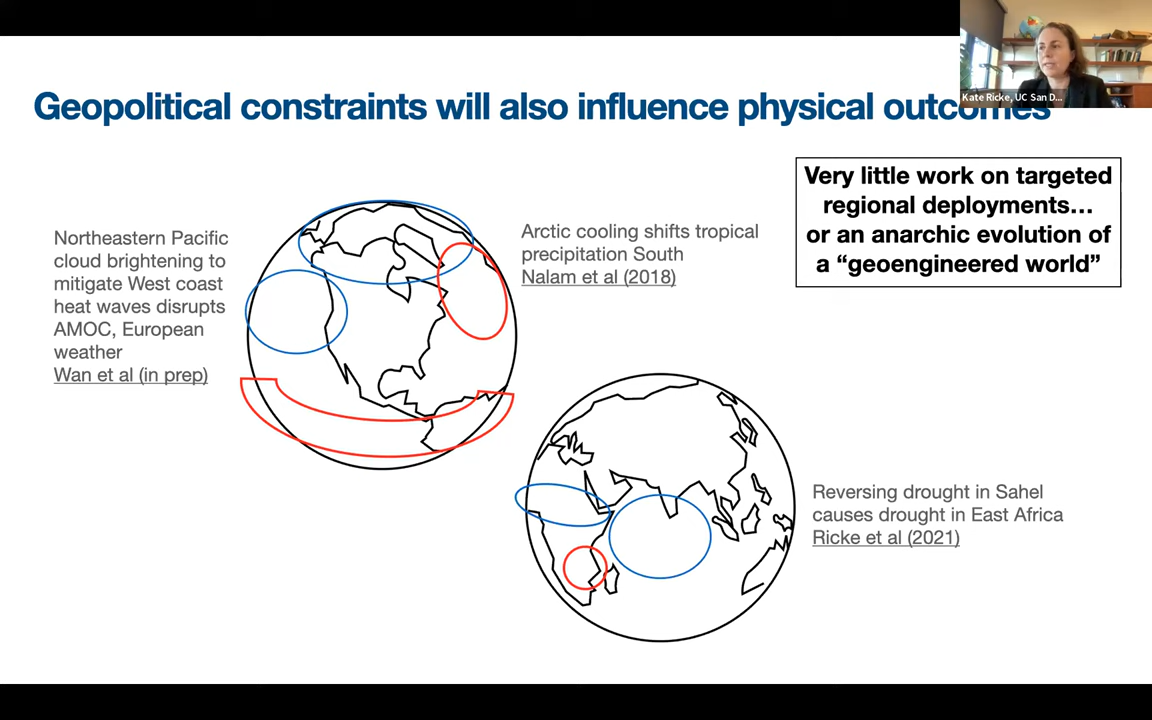 Geopolitical constraints will also influence physical outcomes
Kate Ricke, UC San D...
Very little work on targeted
regional deployments...
or an anarchic evolution of
a “geoengineered world”
Northeastern Pacific
cloud brightening to
mitigate West coast
heat waves disrupts
AMOC, European
weather
Wan et al (in prep)
Arctic cooling shifts tropical
precipitation South
Nalam et al (2018)
Reversing drought in Sahel
causes drought in East Africa
Ricke et al (2021)